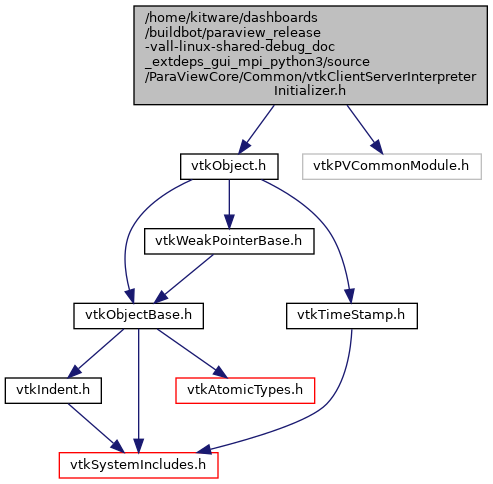 /home/kitware/dashboards
/buildbot/paraview_release
-vall-linux-shared-debug_doc
_extdeps_gui_mpi_python3/source
/ParaViewCore/Common/vtkClientServerInterpreter
Initializer.h
vtkObject.h
vtkPVCommonModule.h
vtkWeakPointerBase.h
vtkObjectBase.h
vtkTimeStamp.h
vtkIndent.h
vtkAtomicTypes.h
vtkSystemIncludes.h